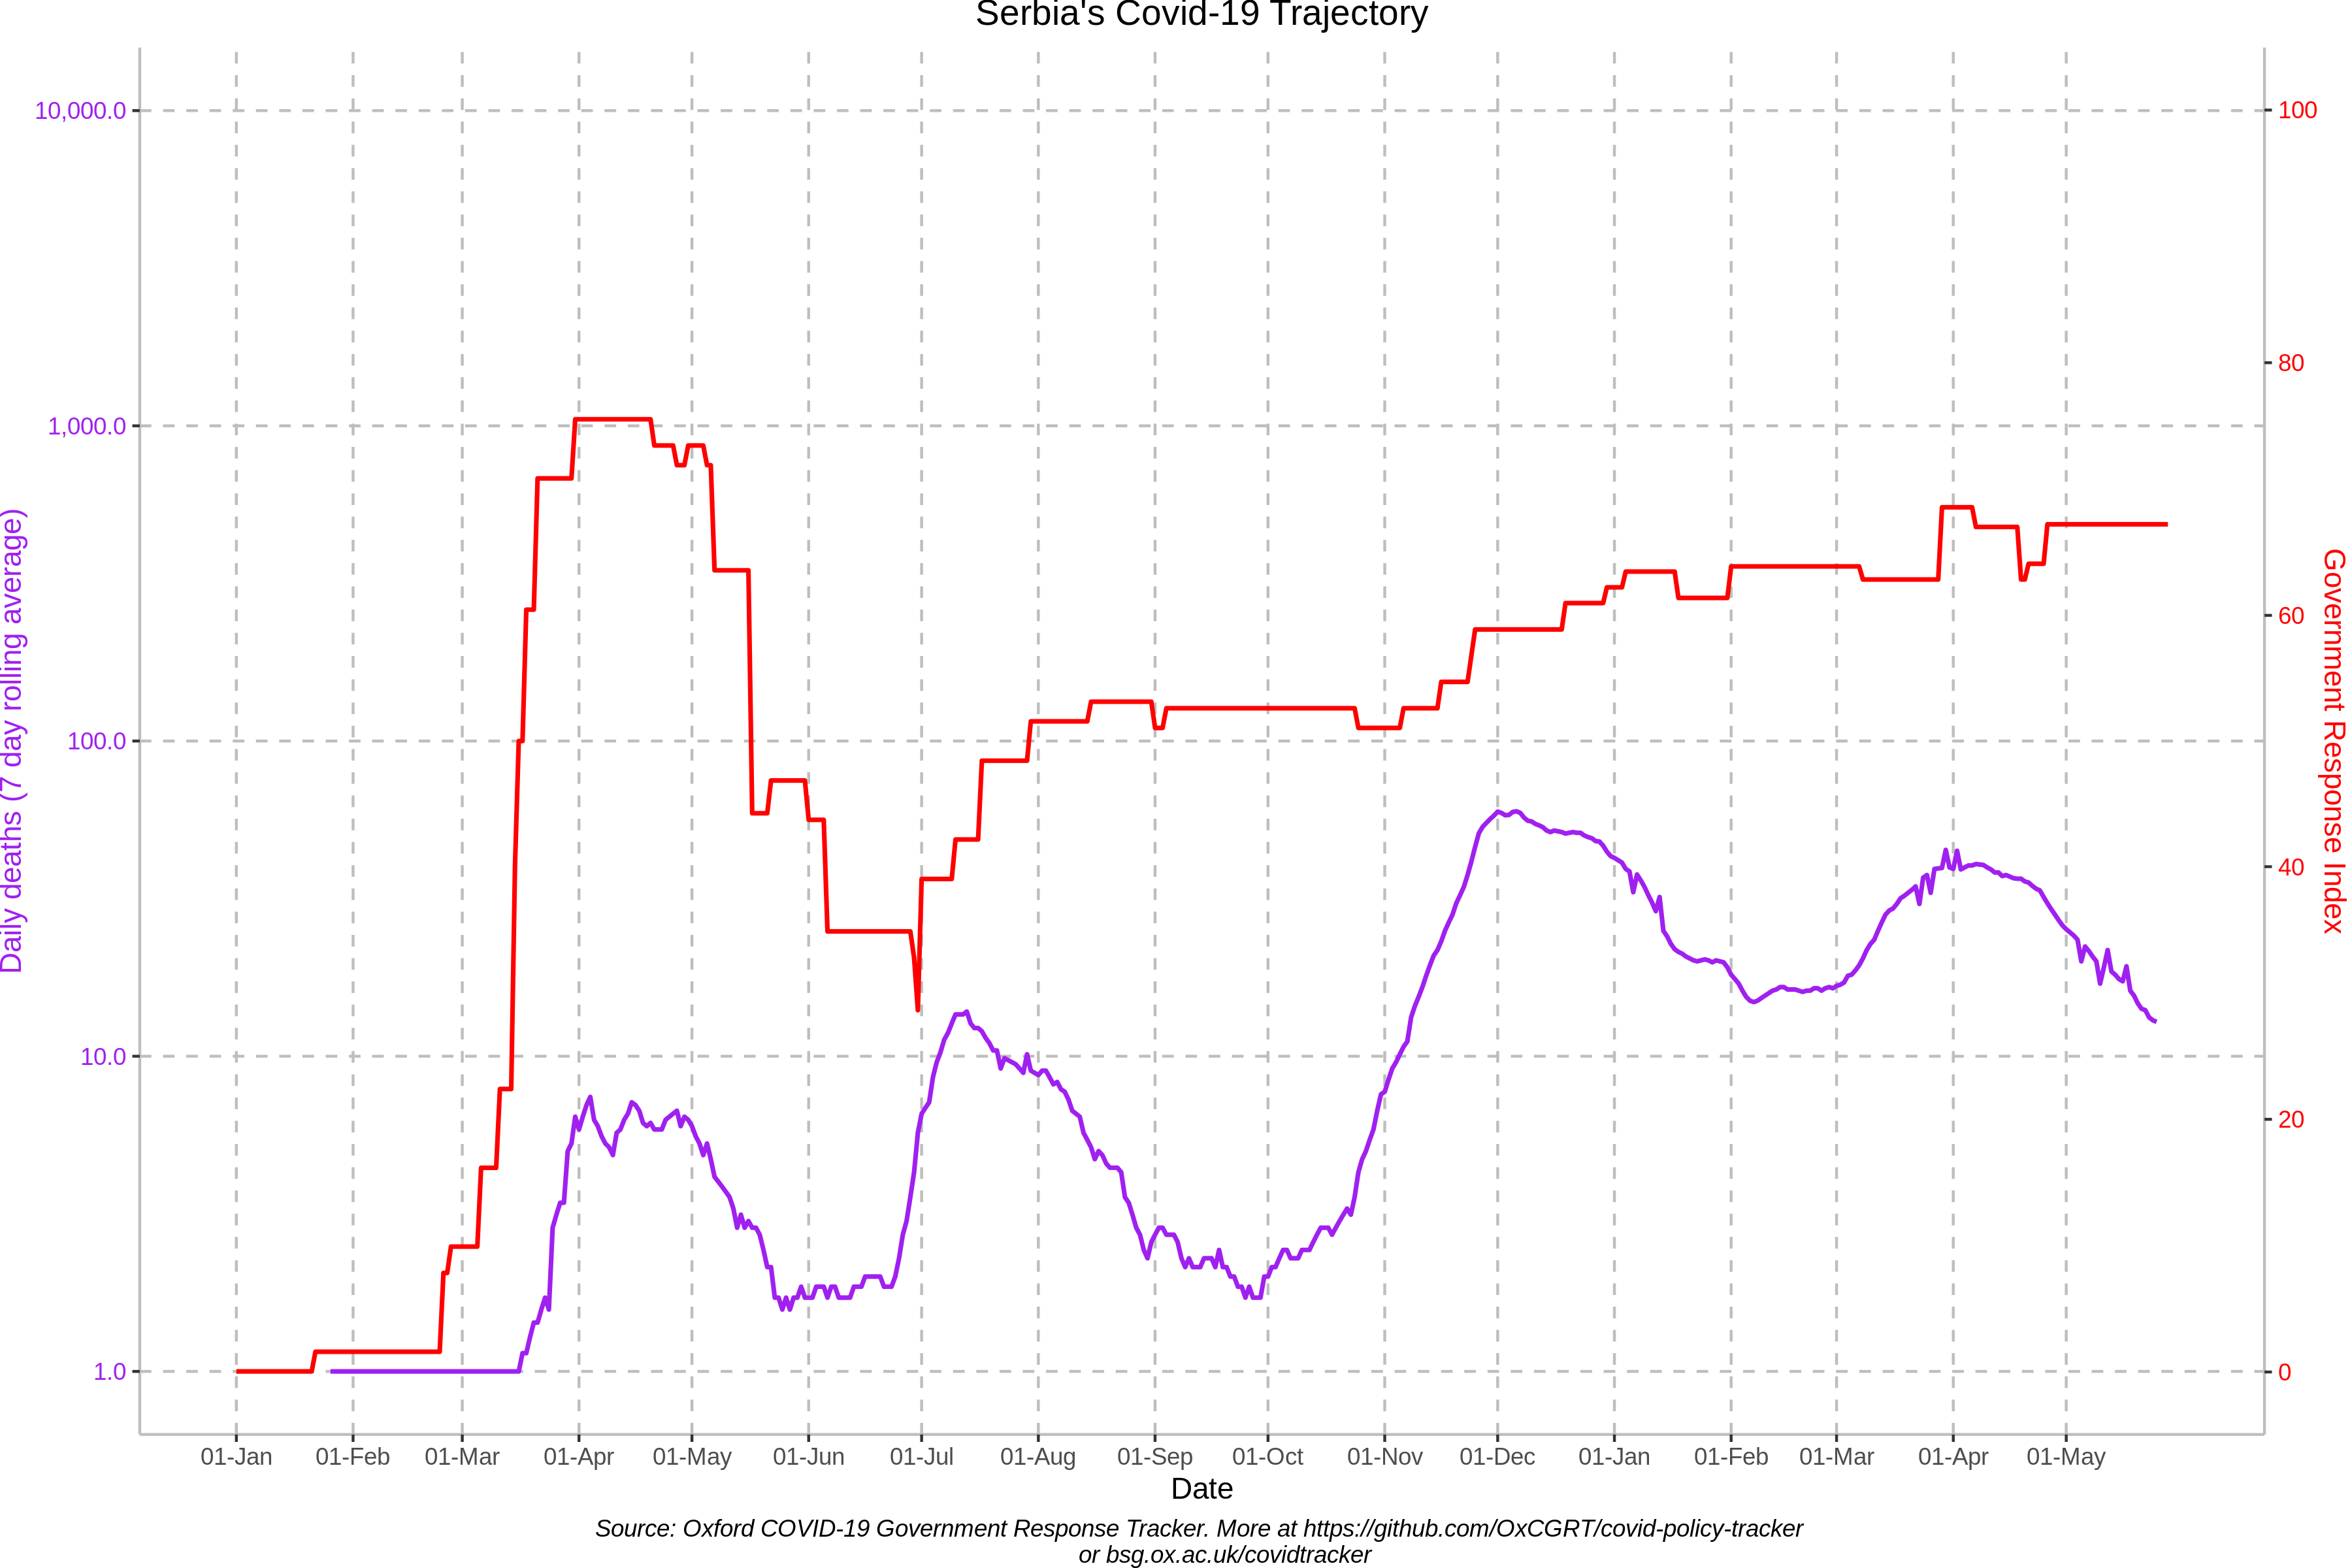 Serbia's Covid-19 Trajectory
10,000.0
1,000.0
100.0
10.0
1.0
Daily deaths (7 day rolling average)
100
80
60
40
20
0
Government Response Index
01-Jan 01-Feb 01-Mar 01-Apr 01-May 01-Jun 01-Jul 01-Aug 01-Sep 01-Oct 01-Nov 01-Dec 01-Jan 01-Feb 01-Mar 01-Apr 01-May
Date
Source: Oxford COVID-19 Government Response Tracker. More at https://github.com/OxCGRT/covid-policy-tracker
or bsg.ox.ac.uk/covidtracker